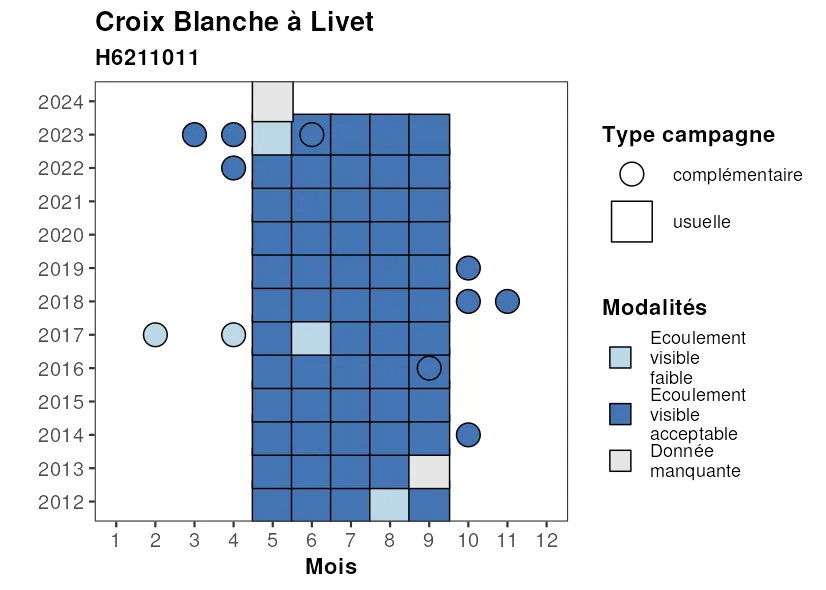 Croix Blanche à Livet
H6211011
2024
2023
2022
2021
2020
2019
2018
2017
2016
2015
2014
2013
2012
1 2 3 4 5 6 7 8 9 10 11 12
Mois
Type campagne
complémentaire
usuelle
Modalités
Ecoulement
visible
faible
Ecoulement
visible
acceptable
Donnée
manquante